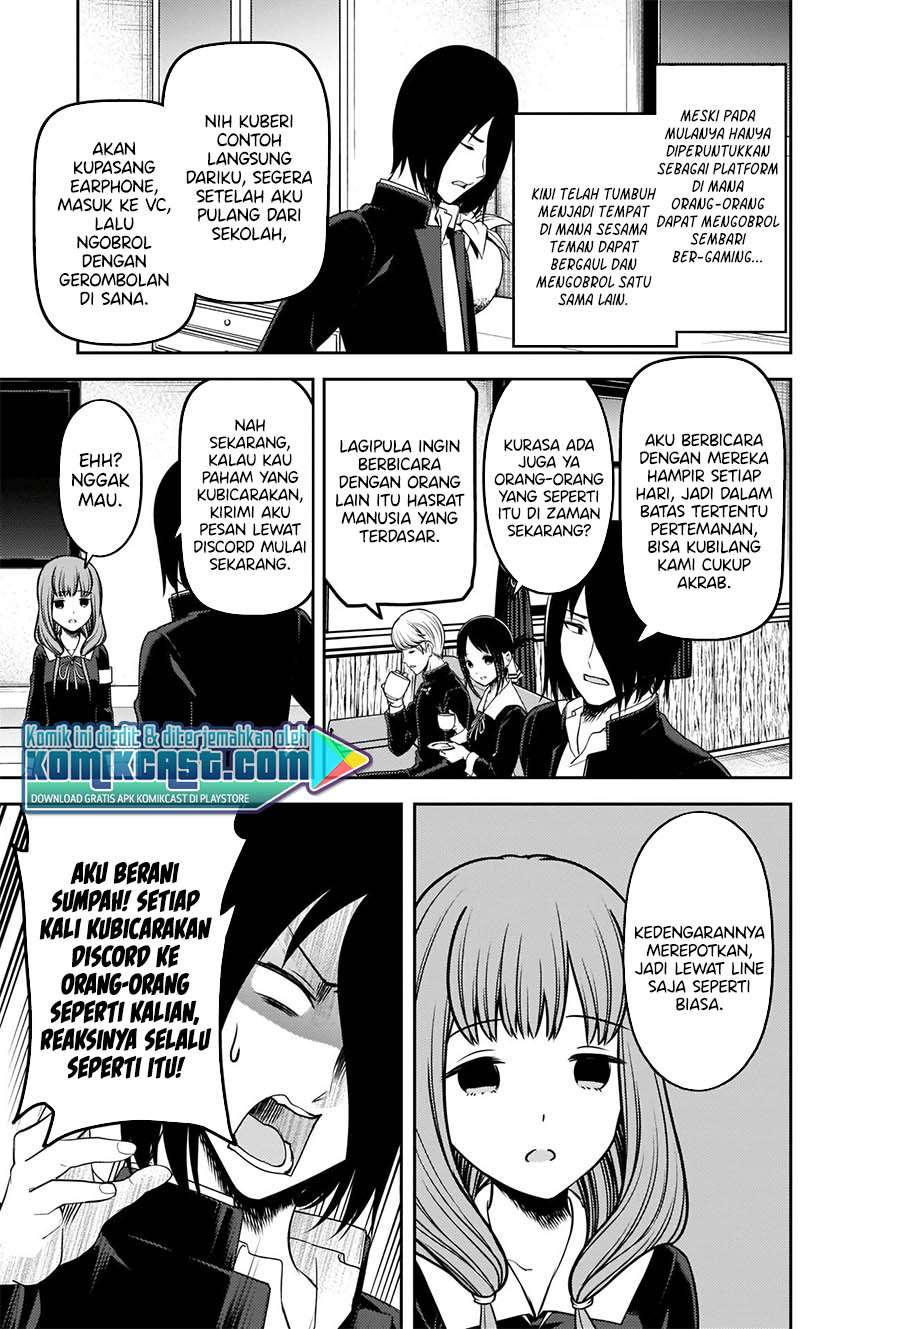 MESKI PADA
MULANYA HANYA
DIPERUNTUKKAN
SEBAGAI PLATFORM
DI MANA
ORANG-ORANG
DAPAT MENGOBROL
SEMBARI
BER-GAMING...
KINI TELAH TUMBUH
MENJADI TEMPAT
DI MANA SESAMA
TEMAN DAPAT
BERGAUL DAN
MENGOBROL SATU
SAMA LAIN.
NIH KUBERI
CONTOH
LANGSUNG
DARIKU, SEGERA
SETELAH AKU
PULANG DARI
SEKOLAH,
AKAN
KUPASANG
EARPHONE,
MASUK KE VC,
LALU
NGOBROL
DENGAN
GEROMBOLAN
DI SANA.
AKU BERBICARA
DENGAN MEREKA
HAMPIR SETIAP
HARI, JADI DALAM
BATAS TERTENTU
PERTEMANAN,
BISA KUBILANG
KAMI CUKUP
AKRAB.
KURASA ADA
JUGA YA
ORANG-ORANG
YANG SEPERTI
ITU DI ZAMAN
SEKARANG?
LAGIPULA INGIN
BERBICARA
DENGAN ORANG
LAIN ITU HASRAT
MANUSIA YANG
TERDASAR.
NAH
SEKARANG,
KALAU KAU
PAHAM YANG
KUBICARAKAN,
KIRIMI AKU
PESAN LEWAT
DISCORD MULAI
SEKARANG.
EHH?
NGGAK
MAU.
Komik ini diedit & diterjemahkan oleh
KOMIKCAST.COM
DOWNLOAD GRATIS APK KOMIKCAST DI PLAYSTORE
KEDENGARANNYA
MEREPOTKAN,
JADI LEWAT LINE
SAJA SEPERTI
BIASA.
AKU BERANI
SUMPAH! SETIAP
KALI KUBICARAKAN
DISCORD KE
ORANG-ORANG
SEPERTI KALIAN,
REAKSINYA SELALU
SEPERTI ITU!